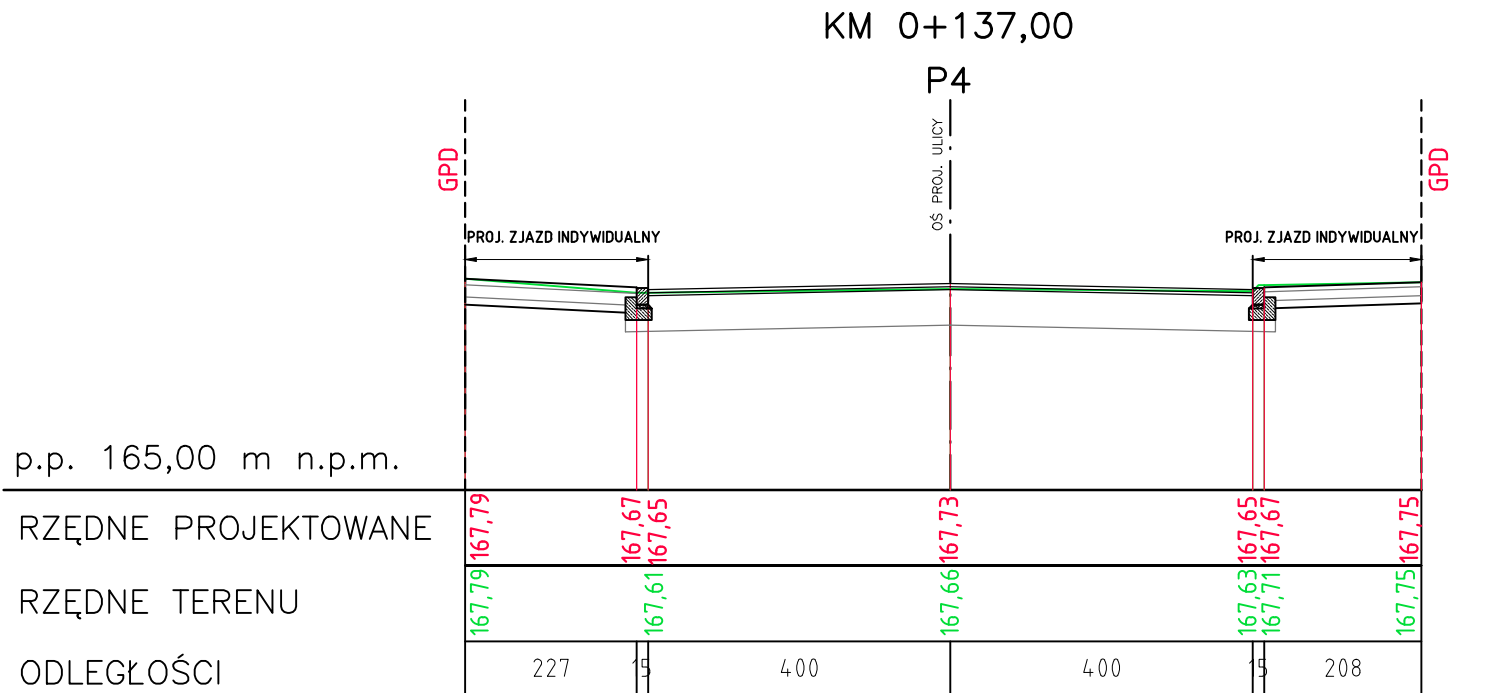 KM 0+137,00
P4
OŚ PROJ. ULICY
GPD
GPD
PROJ. ZJAZD INDYWIDUALNY
PROJ. ZJAZD INDYWIDUALNY
p.p. 165,00 m n.p.m.
RZĘDNE PROJEKTOWANE
167,79 167,67 167,65 167,73 167,65 167,67 167,75
RZĘDNE TERENU
167,79 167,61 167,66 167,63 167,71 167,75
ODLEGŁOŚCI
227 15 400 400 15 208